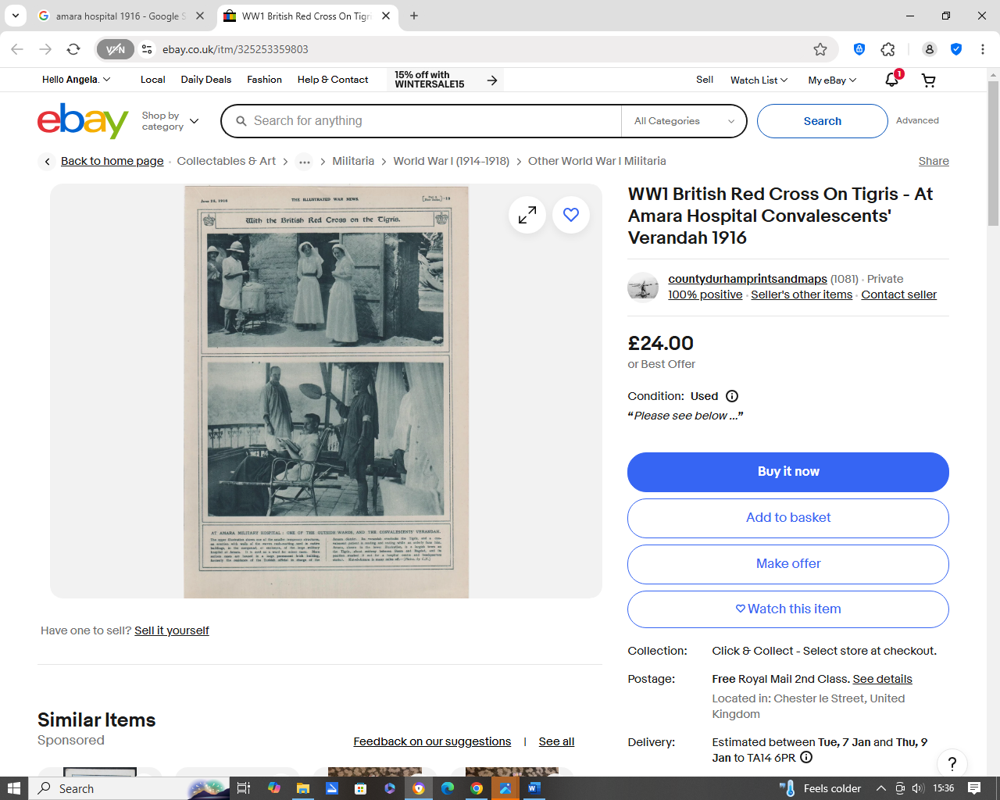 amara hospital 1916 - Google S
WW1 British Red Cross On Tigri
VPN
ebay.co.uk/itm/325253359803
Hello Angela.
Local
Daily Deals
Fashion
Help & Contact
15% off with
WINTERSALE15
Sell
Watch List
My eBay
1
ebay
Shop by
category
Search for anything
All Categories
Search
Advanced
Back to home page
Collectables & Art
...
Militaria
World War I (1914-1918)
Other World War I Militaria
Share
June 28, 1916
THE ILLUSTRATED WAR NEWS.
With the British Red Cross on the Tigris.
AT AMARA MILITARY HOSPITAL: ONE OF THE OUTSIDE WARDS, AND THE CONVALESCENTS' VERANDAH.
WW1 British Red Cross On Tigris - At
Amara Hospital Convalescents'
Verandah 1916
countydurhamprintsandmaps (1081) · Private
100% positive · Seller's other items · Contact seller
£24.00
or Best Offer
Condition: Used
“Please see below ...”
Buy it now
Add to basket
Make offer
Watch this item
Collection: Click & Collect - Select store at checkout.
Postage: Free Royal Mail 2nd Class. See details
Located in: Chester le Street, United
Kingdom
Delivery: Estimated between Tue, 7 Jan and Thu, 9
Jan to TA14 6PR
Have one to sell? Sell it yourself
Similar Items
Sponsored
Feedback on our suggestions | See all
?
Search
Feels colder
15:36